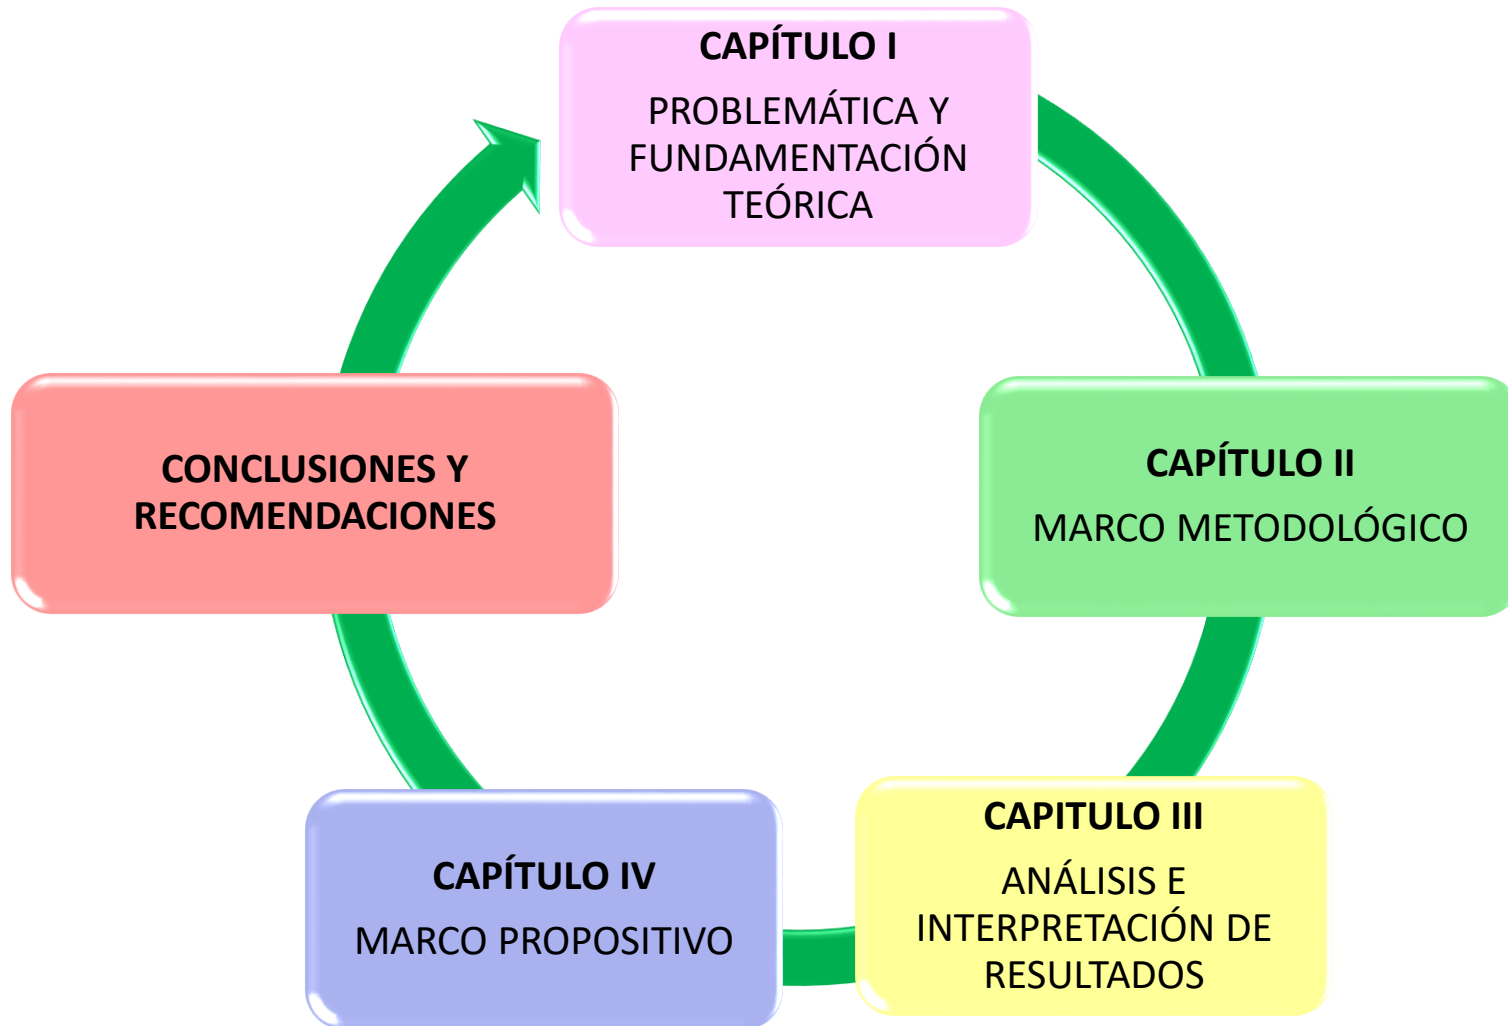 CAPÍTULO I
PROBLEMÁTICA Y
FUNDAMENTACIÓN
TEÓRICA
CAPÍTULO II
MARCO METODOLÓGICO
CAPITULO III
ANÁLISIS E
INTERPRETACIÓN DE
RESULTADOS
CAPÍTULO IV
MARCO PROPOSITIVO
CONCLUSIONES Y
RECOMENDACIONES